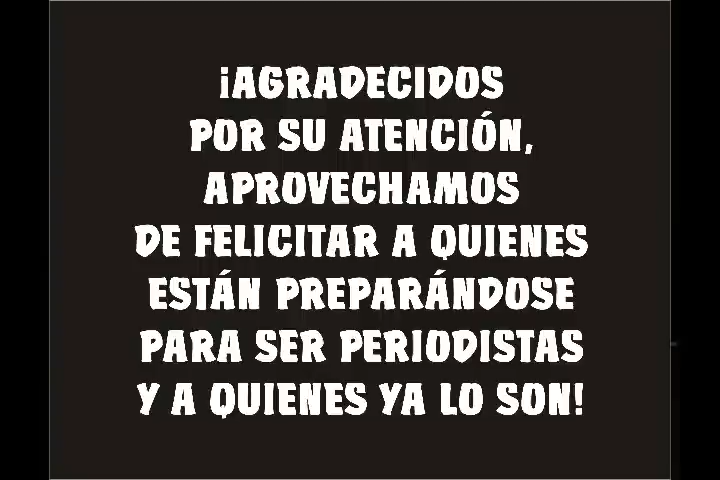 ¡AGRADECIDOS
POR SU ATENCIÓN,
APROVECHAMOS
DE FELICITAR A QUIENES
ESTÁN PREPARÁNDOSE
PARA SER PERIODISTAS
Y A QUIENES YA LO SON!